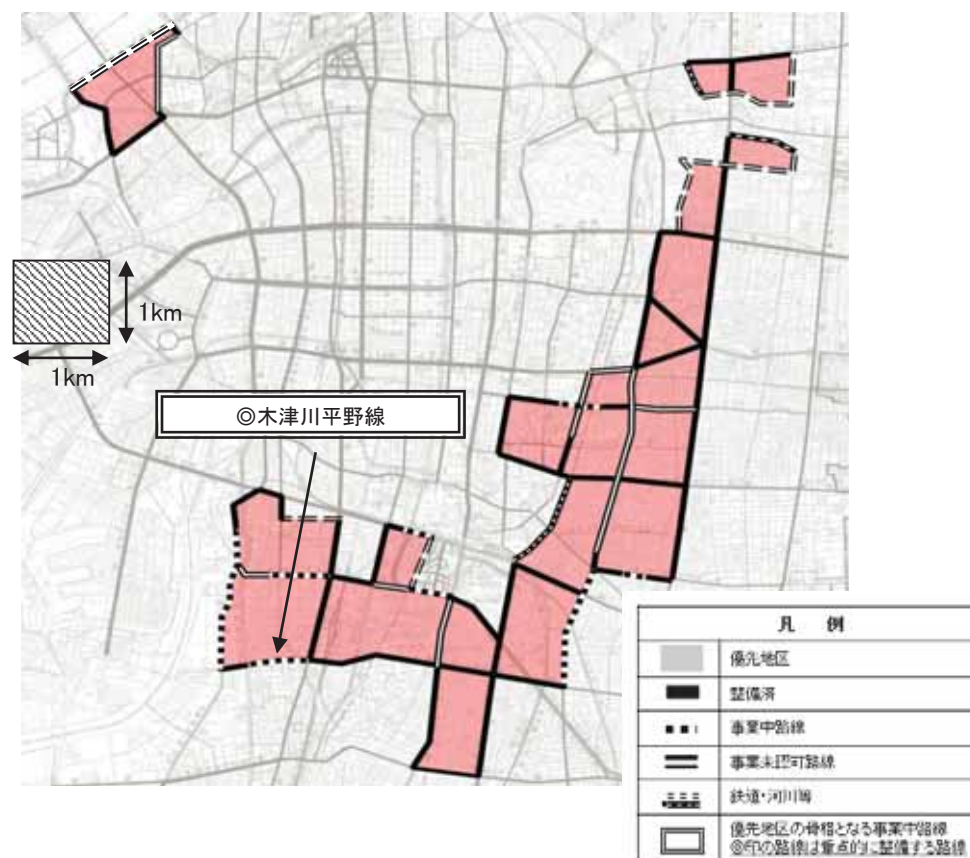 1km
1km
◎木津川平野線
凡 例
優先地区
整備済
事業中路線
事業未認可路線
鉄道・河川等
優先地区の骨格となる事業中路線
◎印の路線は重点的に整備する路線